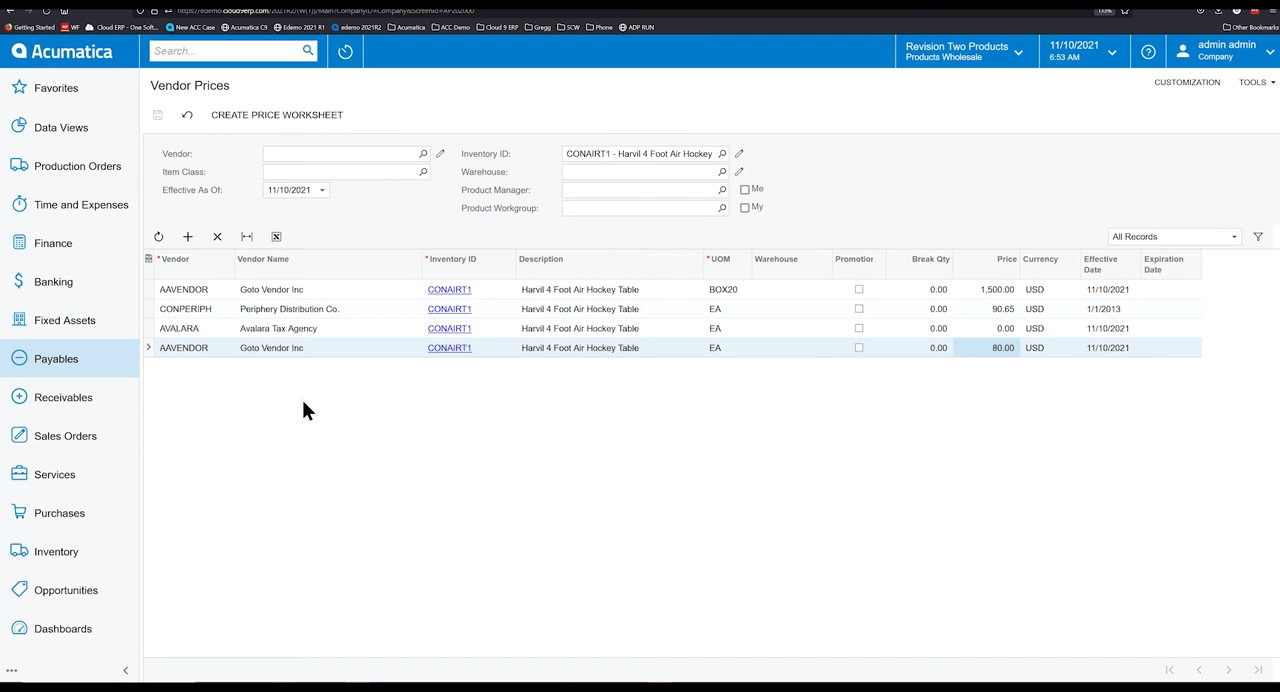 133%
Getting Started WF Cloud ERP - One Soft... New ACC Case Acumatica C9 Edemo 2021 R1 edemo 2021R2 Acumatica ACC Demo Cloud 9 ERP Gregg SCW Phone ADP RUN Other Bookmarks
Acumatica
Search...
Revision Two Products
Products Wholesale
11/10/2021
6:53 AM
admin admin
Company
Favorites
Data Views
Production Orders
Time and Expenses
Finance
Banking
Fixed Assets
Payables
Receivables
Sales Orders
Services
Purchases
Inventory
Opportunities
Dashboards
Vendor Prices
CUSTOMIZATION TOOLS
CREATE PRICE WORKSHEET
Vendor: Inventory ID: CONAIRT1 - Harvil 4 Foot Air Hockey
Item Class: Warehouse:
Effective As Of: 11/10/2021 Product Manager: Me
Product Workgroup: My
All Records
* Vendor Vendor Name * Inventory ID Description * UOM Warehouse Promotion Break Qty Price Currency Effective Date Expiration Date
AAVENDOR Goto Vendor Inc CONAIRT1 Harvil 4 Foot Air Hockey Table BOX20 0.00 1,500.00 USD 11/10/2021
CONPERIPH Periphery Distribution Co. CONAIRT1 Harvil 4 Foot Air Hockey Table EA 0.00 90.65 USD 1/1/2013
AVALARA Avalara Tax Agency CONAIRT1 Harvil 4 Foot Air Hockey Table EA 0.00 0.00 USD 11/10/2021
AAVENDOR Goto Vendor Inc CONAIRT1 Harvil 4 Foot Air Hockey Table EA 0.00 80.00 USD 11/10/2021